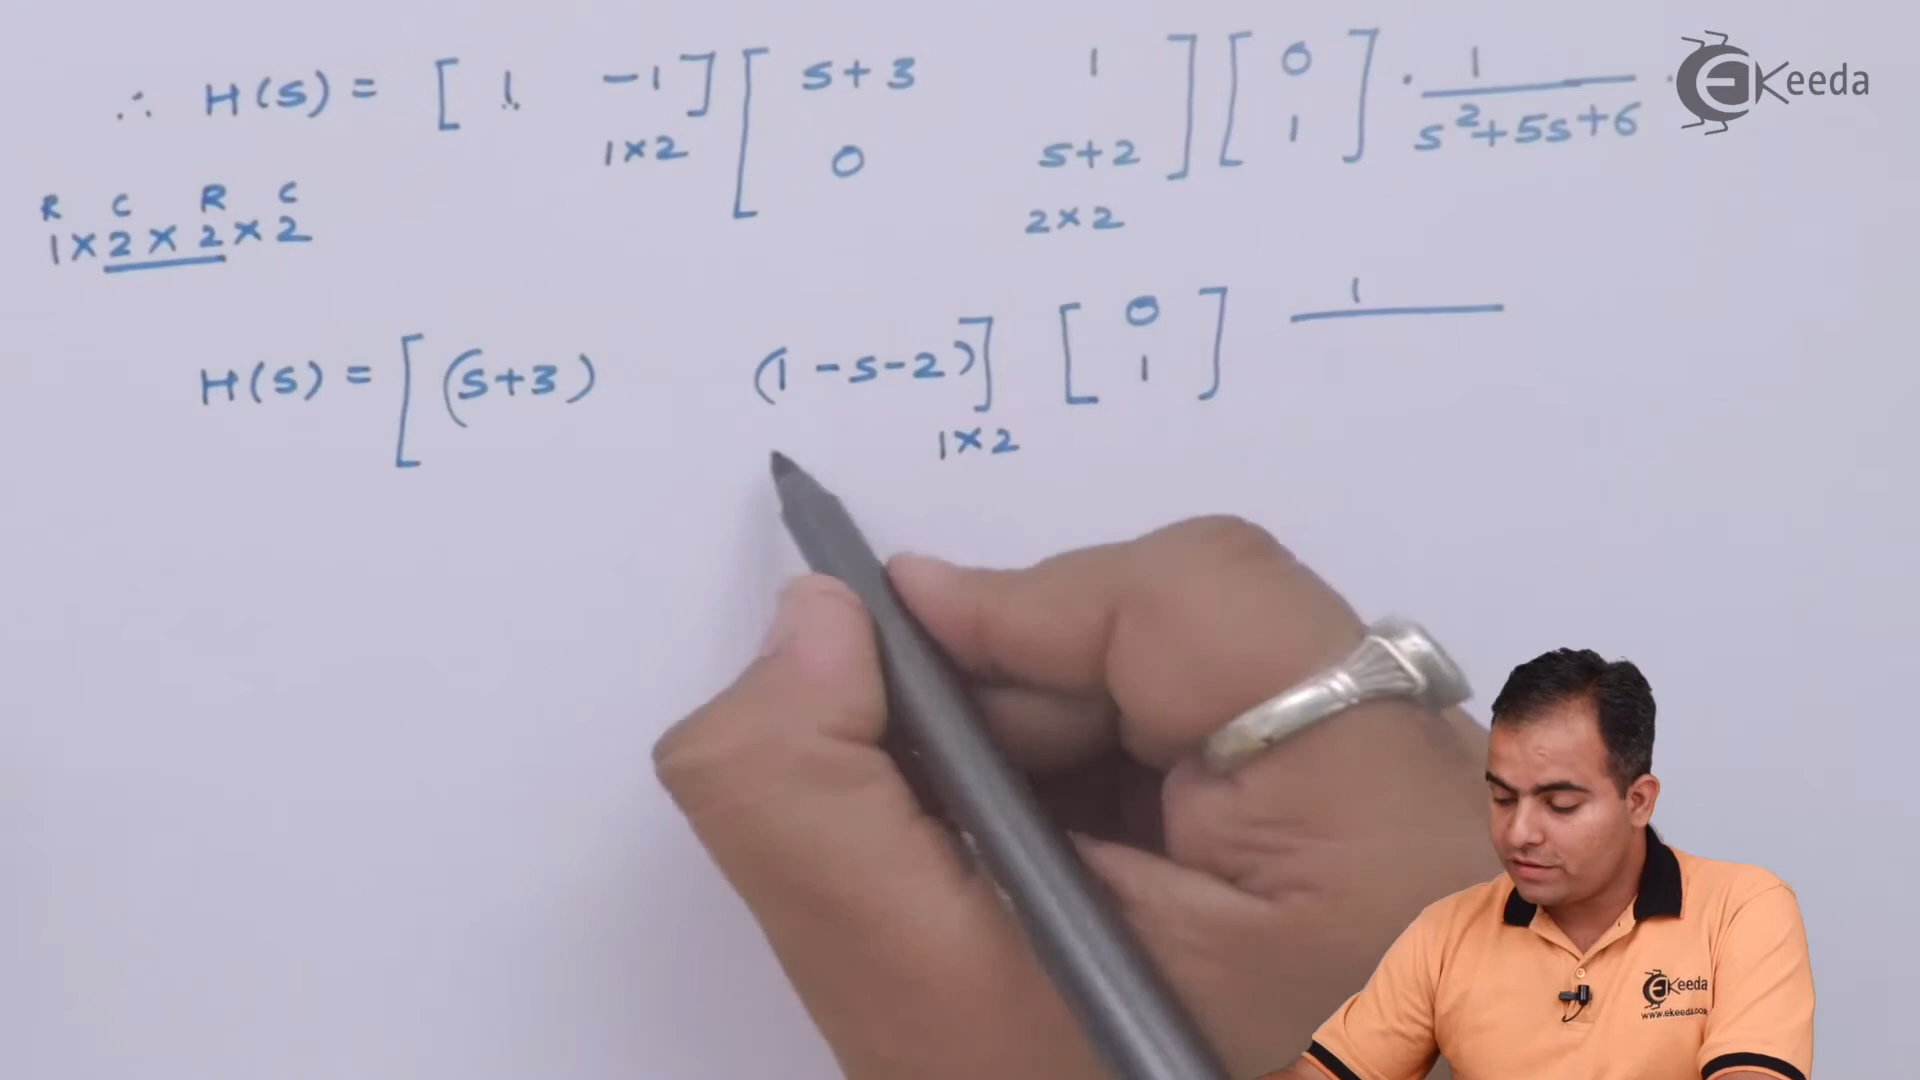 ∴ H(s) = [ 1 -1 ] [ s+3 1 ] [ 0 ] . 1
1×2 0 s+2 1 s²+5s+6
2×2
R C R C
1×2×2×2
H(s) = [ (s+3) (1-s-2) ] [ 0 ] 1
1
1×2
EKeeda
EKeeda
www.ekeeda.com